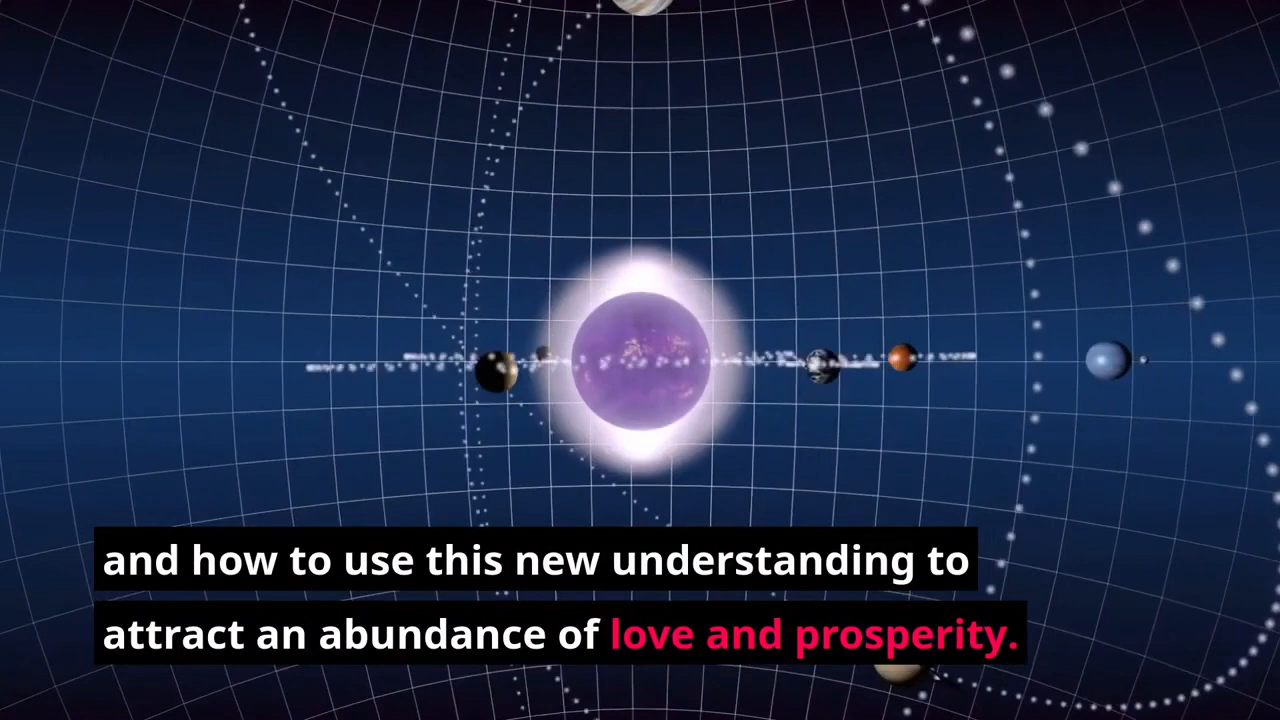 and how to use this new understanding to
attract an abundance of love and prosperity.